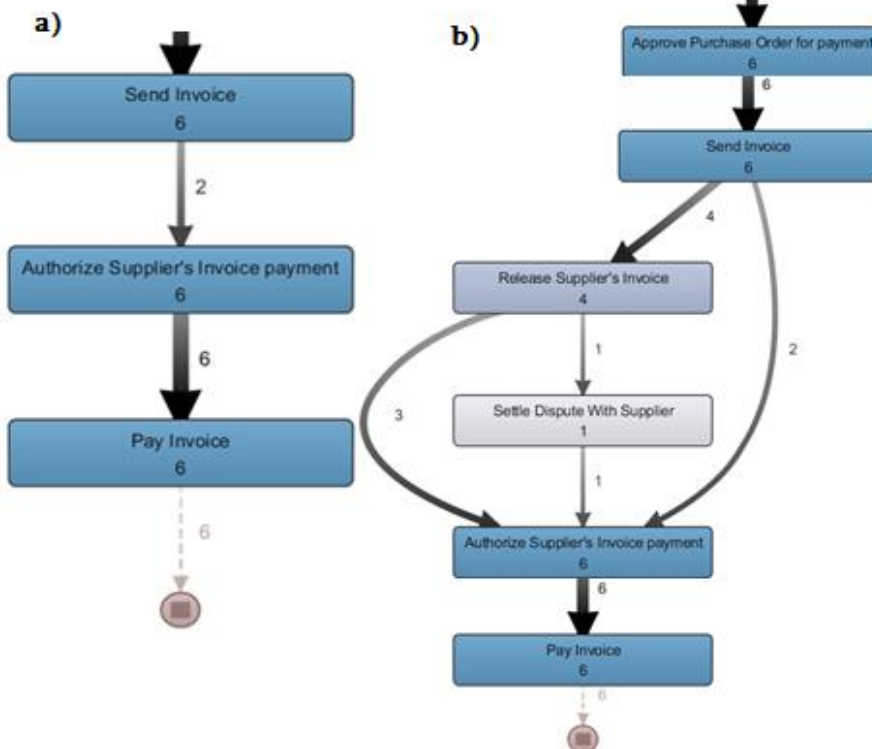 a)
Send Invoice
6
2
Authorize Supplier's Invoice payment
6
6
Pay Invoice
6
6
b)
Approve Purchase Order for payment
6
6
Send Invoice
6
4
2
Release Supplier's Invoice
4
1
3
Settle Dispute With Supplier
1
1
Authorize Supplier's Invoice payment
6
6
Pay Invoice
6
6